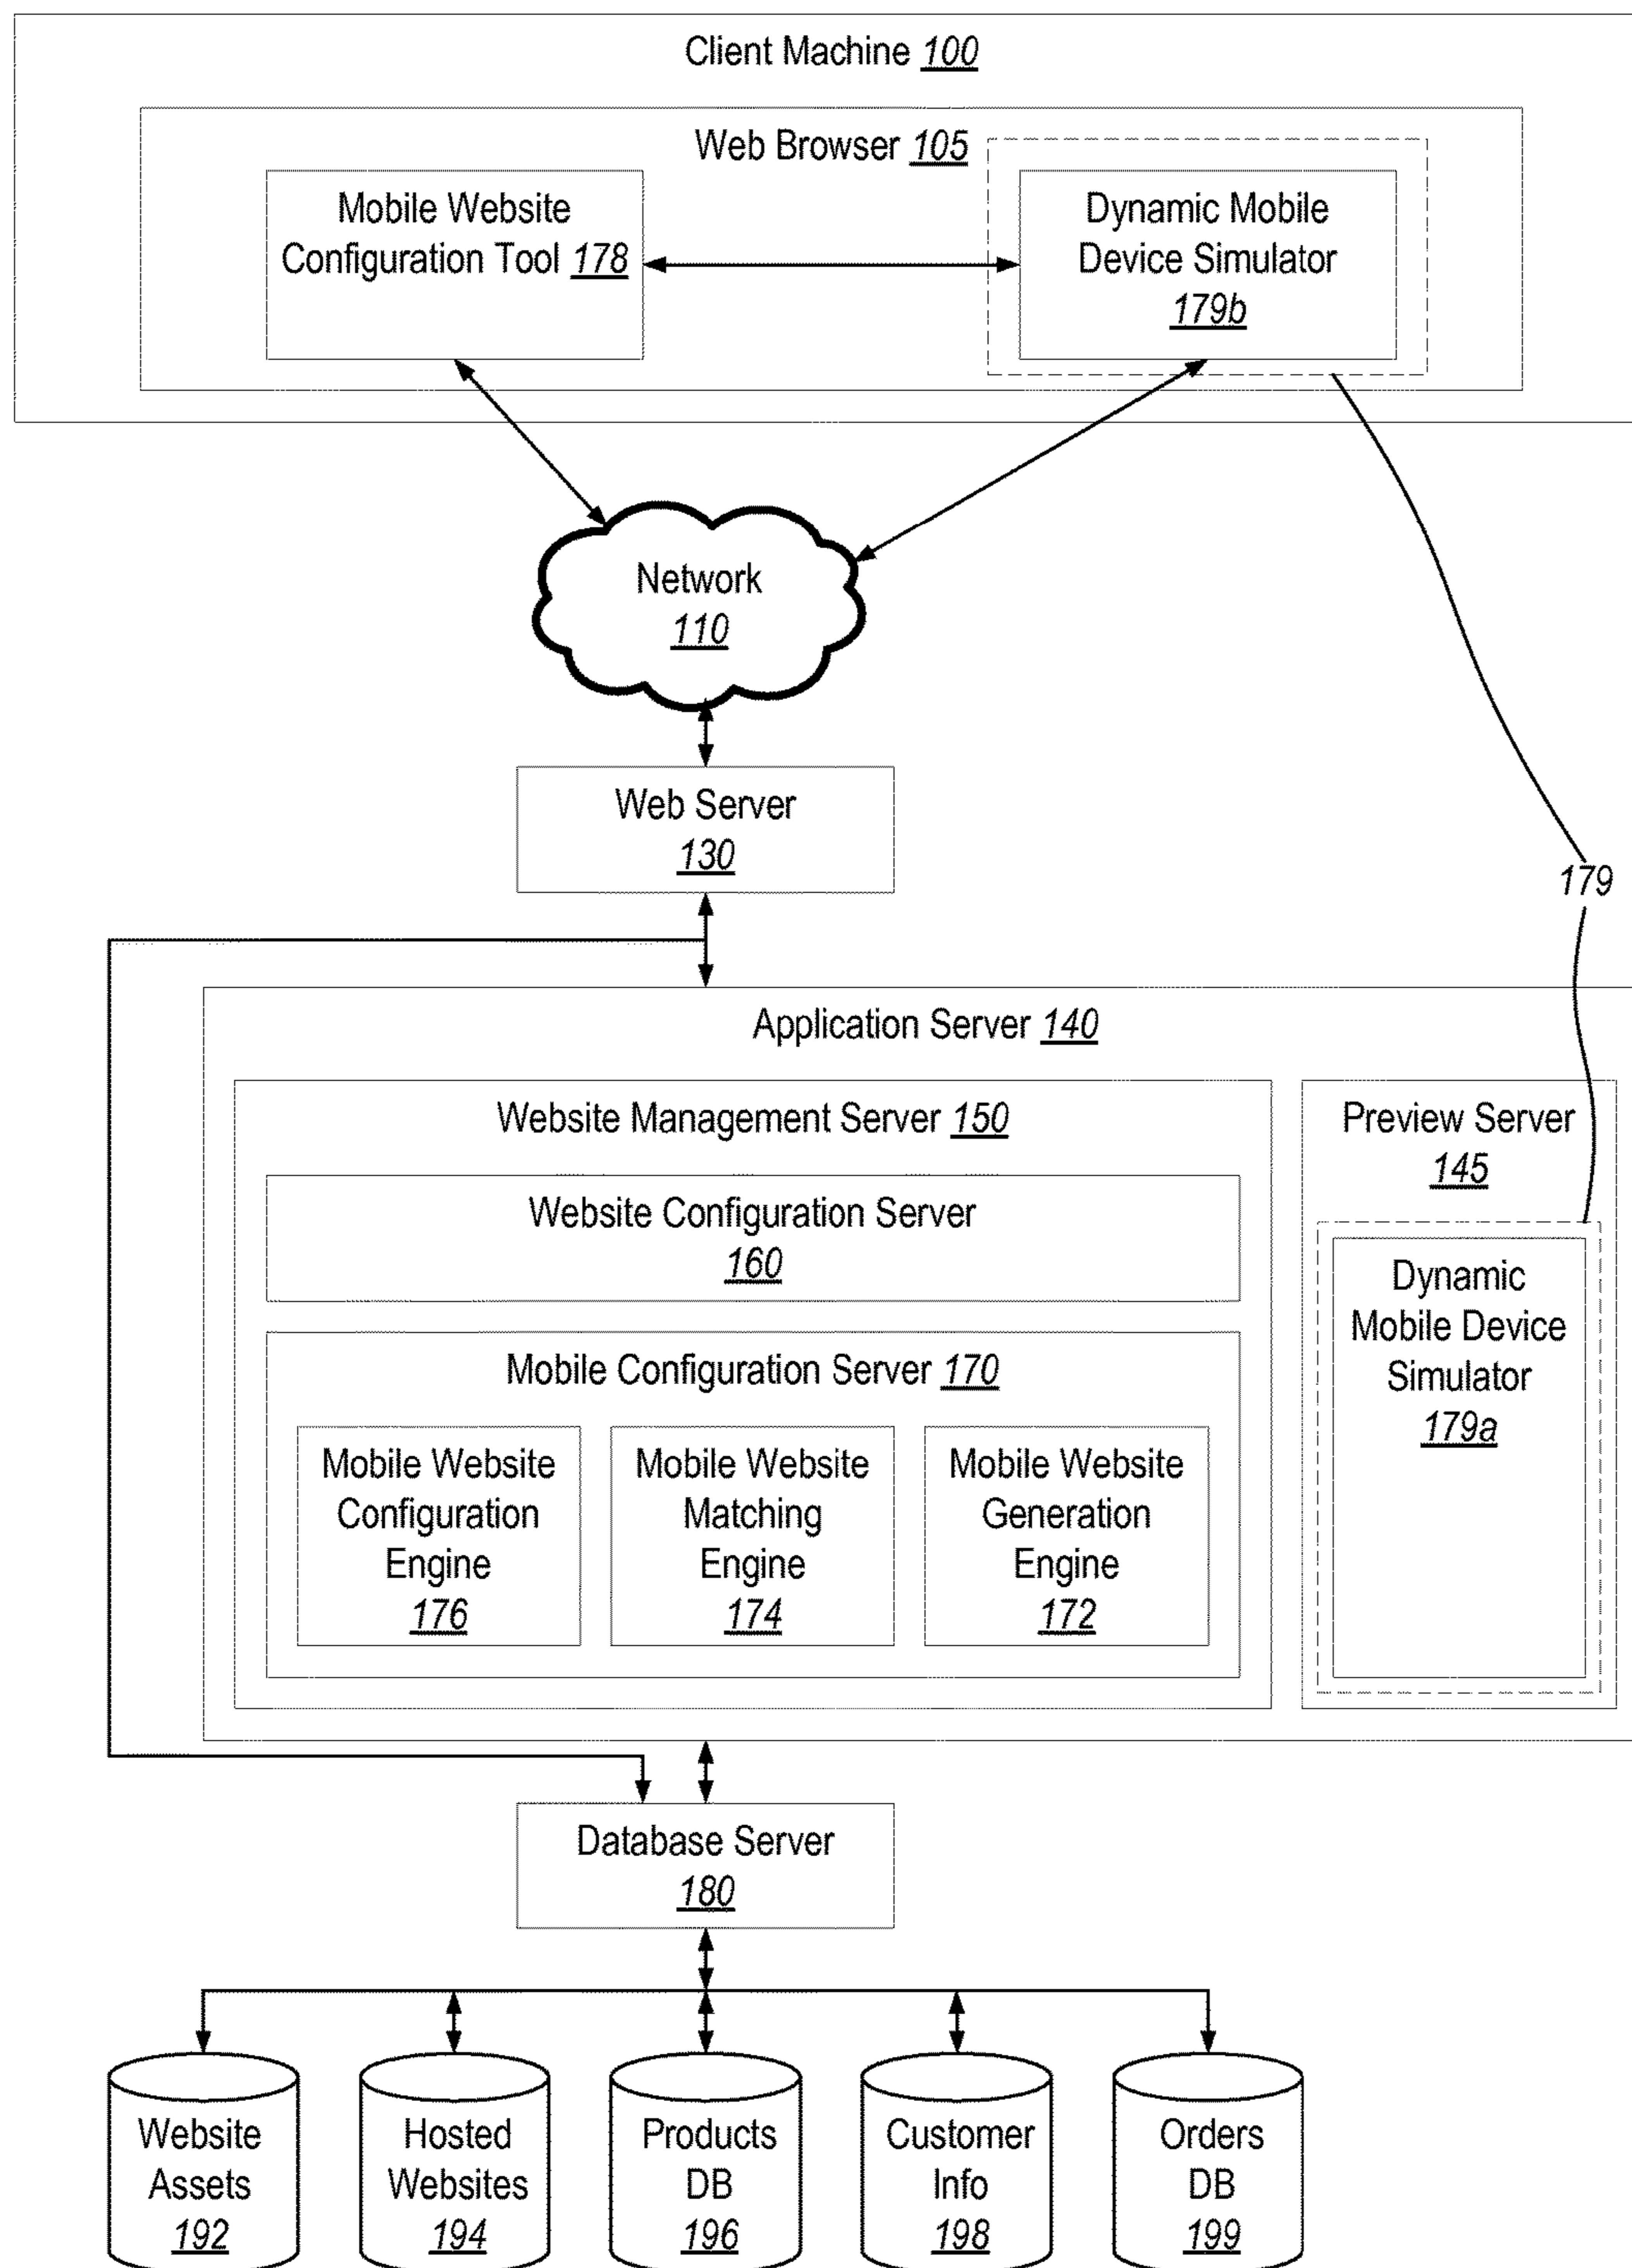 Client Machine 100
Web Browser 105
Mobile Website
Configuration Tool 178
Dynamic Mobile
Device Simulator
179b
Network
110
Web Server
130
179
Application Server 140
Website Management Server 150
Website Configuration Server
160
Mobile Configuration Server 170
Mobile Website
Configuration
Engine
176
Mobile Website
Matching
Engine
174
Mobile Website
Generation
Engine
172
Preview Server
145
Dynamic
Mobile Device
Simulator
179a
Database Server
180
Website
Assets
192
Hosted
Websites
194
Products
DB
196
Customer
Info
198
Orders
DB
199